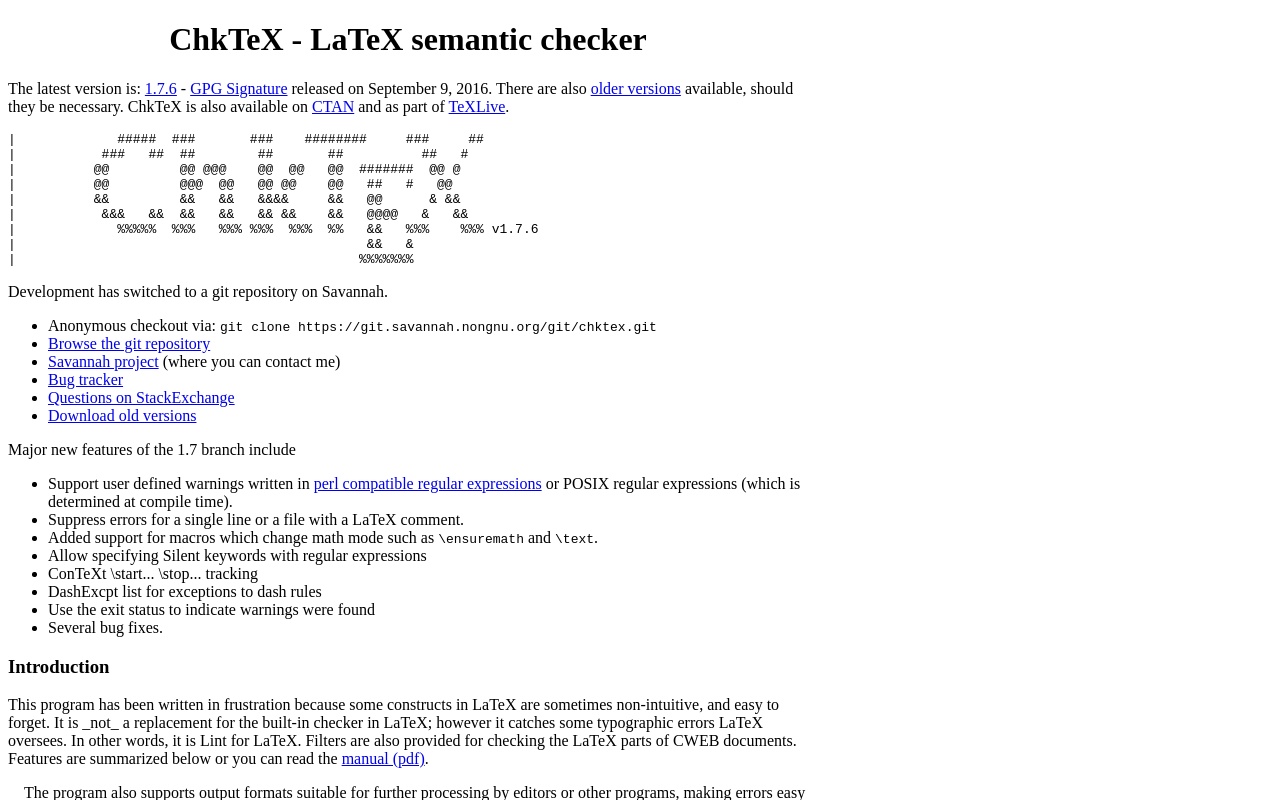 ChkTeX - LaTeX semantic checker
The latest version is: 1.7.6 - GPG Signature released on September 9, 2016. There are also older versions available, should
they be necessary. ChkTeX is also available on CTAN and as part of TeXLive.
|             #####  ###       ###    ########     ###     ##
|           ###   ##  ##        ##       ##          ##   #
|          @@         @@ @@@    @@  @@   @@  #######  @@ @
|          @@         @@@  @@   @@ @@    @@   ##   #   @@
|          &&         &&   &&   &&&&     &&   @@      & &&
|           &&&   &&  &&   &&   && &&    &&   @@@@   &   &&
|             %%%%%  %%%   %%% %%%  %%%  %%   &&   %%%    %%% v1.7.6
|                                             &&   &
|                                            %%%%%%%
Development has switched to a git repository on Savannah.
• Anonymous checkout via: git clone https://git.savannah.nongnu.org/git/chktex.git
• Browse the git repository
• Savannah project (where you can contact me)
• Bug tracker
• Questions on StackExchange
• Download old versions
Major new features of the 1.7 branch include
• Support user defined warnings written in perl compatible regular expressions or POSIX regular expressions (which is
determined at compile time).
• Suppress errors for a single line or a file with a LaTeX comment.
• Added support for macros which change math mode such as \ensuremath and \text.
• Allow specifying Silent keywords with regular expressions
• ConTeXt \start... \stop... tracking
• DashExcpt list for exceptions to dash rules
• Use the exit status to indicate warnings were found
• Several bug fixes.
Introduction
This program has been written in frustration because some constructs in LaTeX are sometimes non-intuitive, and easy to
forget. It is _not_ a replacement for the built-in checker in LaTeX; however it catches some typographic errors LaTeX
oversees. In other words, it is Lint for LaTeX. Filters are also provided for checking the LaTeX parts of CWEB documents.
Features are summarized below or you can read the manual (pdf).
The program also supports output formats suitable for further processing by editors or other programs, making errors easy